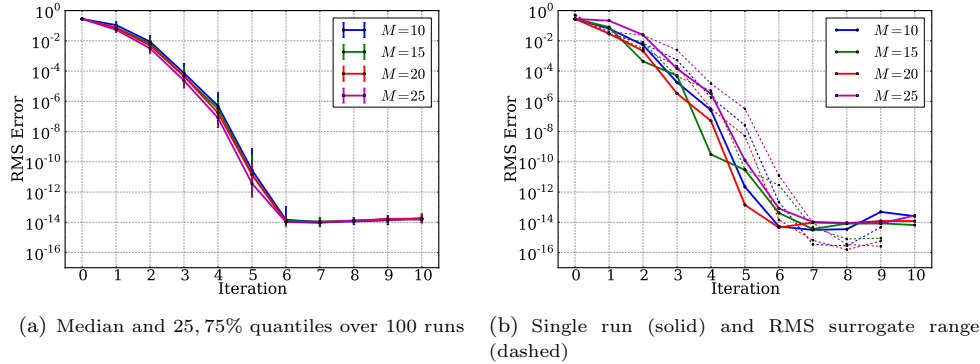 10^0
10^-2
10^-4
10^-6
10^-8
10^-10
10^-12
10^-14
10^-16
RMS Error
0 1 2 3 4 5 6 7 8 9 10
Iteration
M=10
M=15
M=20
M=25
(a) Median and 25, 75% quantiles over 100 runs
10^0
10^-2
10^-4
10^-6
10^-8
10^-10
10^-12
10^-14
10^-16
RMS Error
0 1 2 3 4 5 6 7 8 9 10
Iteration
M=10
M=15
M=20
M=25
(b) Single run (solid) and RMS surrogate range
(dashed)